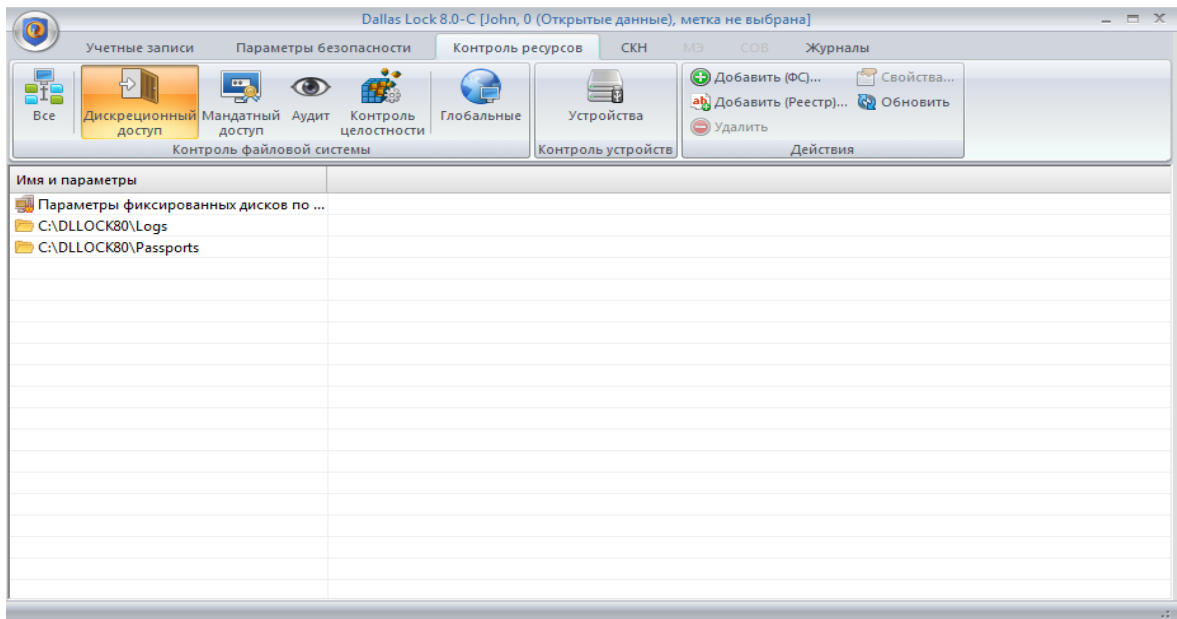 Dallas Lock 8.0-C [John, 0 (Открытые данные), метка не выбрана]
Учетные записи Параметры безопасности Контроль ресурсов СКН МЭ СОВ Журналы
Все
Дискреционный доступ
Мандатный доступ
Аудит
Контроль целостности
Глобальные
Контроль файловой системы
Устройства
Контроль устройств
Добавить (ФС)... Свойства...
Добавить (Реестр)... Обновить
Удалить
Действия
Имя и параметры
Параметры фиксированных дисков по ...
C:\DLLOCK80\Logs
C:\DLLOCK80\Passports